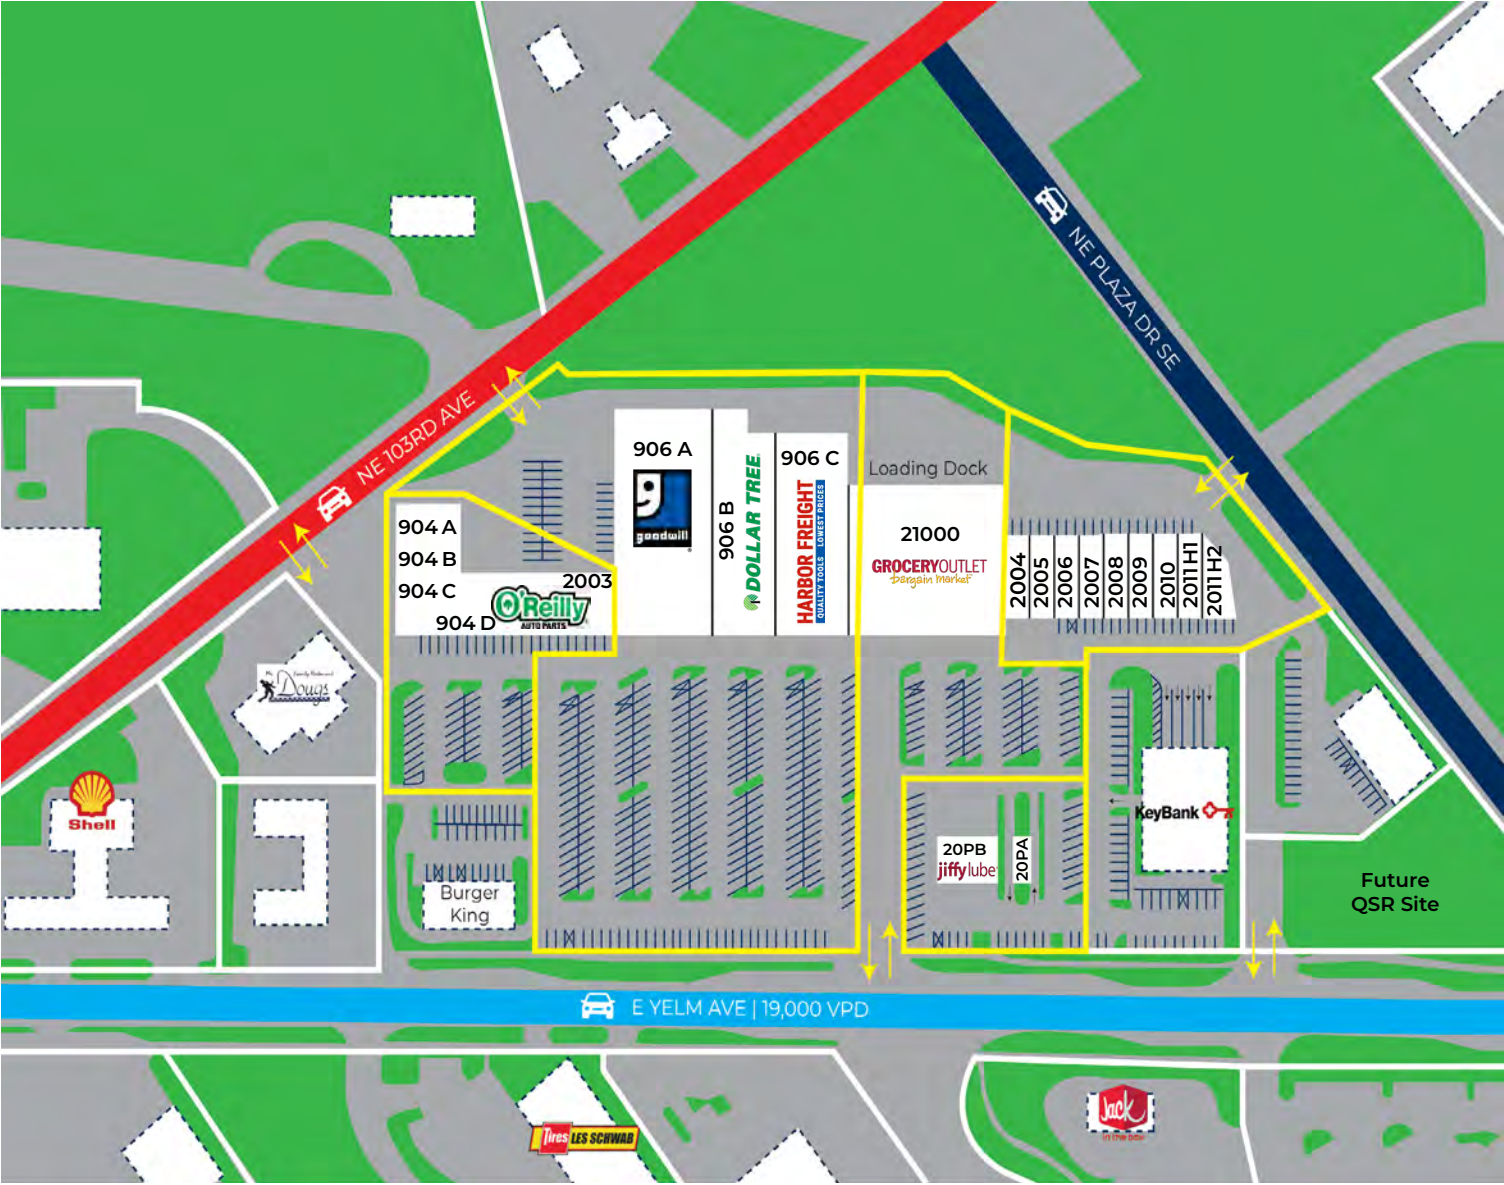 NE PLAZA DR SE
NE 103RD AVE
906 A
goodwill
906 B
DOLLAR TREE
906 C
HARBOR FREIGHT
QUALITY TOOLS LOWEST PRICES
Loading Dock
21000
GROCERY OUTLET
bargain market
904 A
904 B
904 C
904 D
2003
O'Reilly
AUTO PARTS
2004
2005
2006
2007
2008
2009
2010
2011 H1
2011 H2
Dougs
Shell
Burger
King
20PB
jiffy lube
20PA
KeyBank
Future
QSR Site
E YELM AVE | 19,000 VPD
Tires LES SCHWAB
Jack
in the box